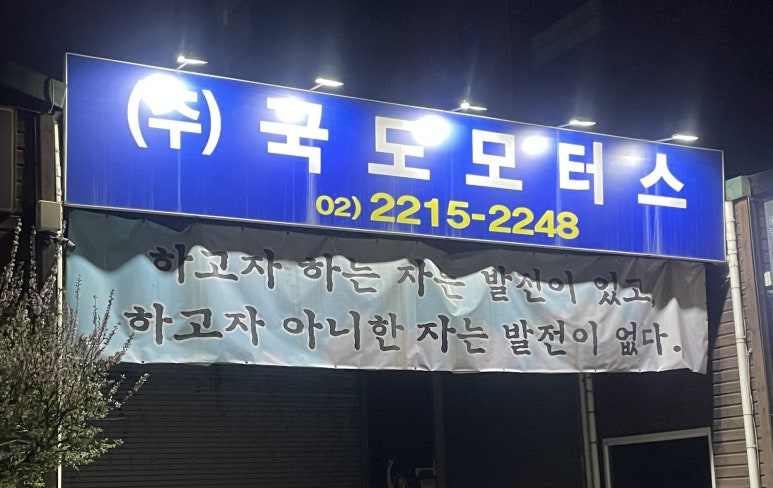 (주) 국도모터스
02) 2215-2248
하고자 하는 자는 발전이 있고,
하고자 아니한 자는 발전이 없다.